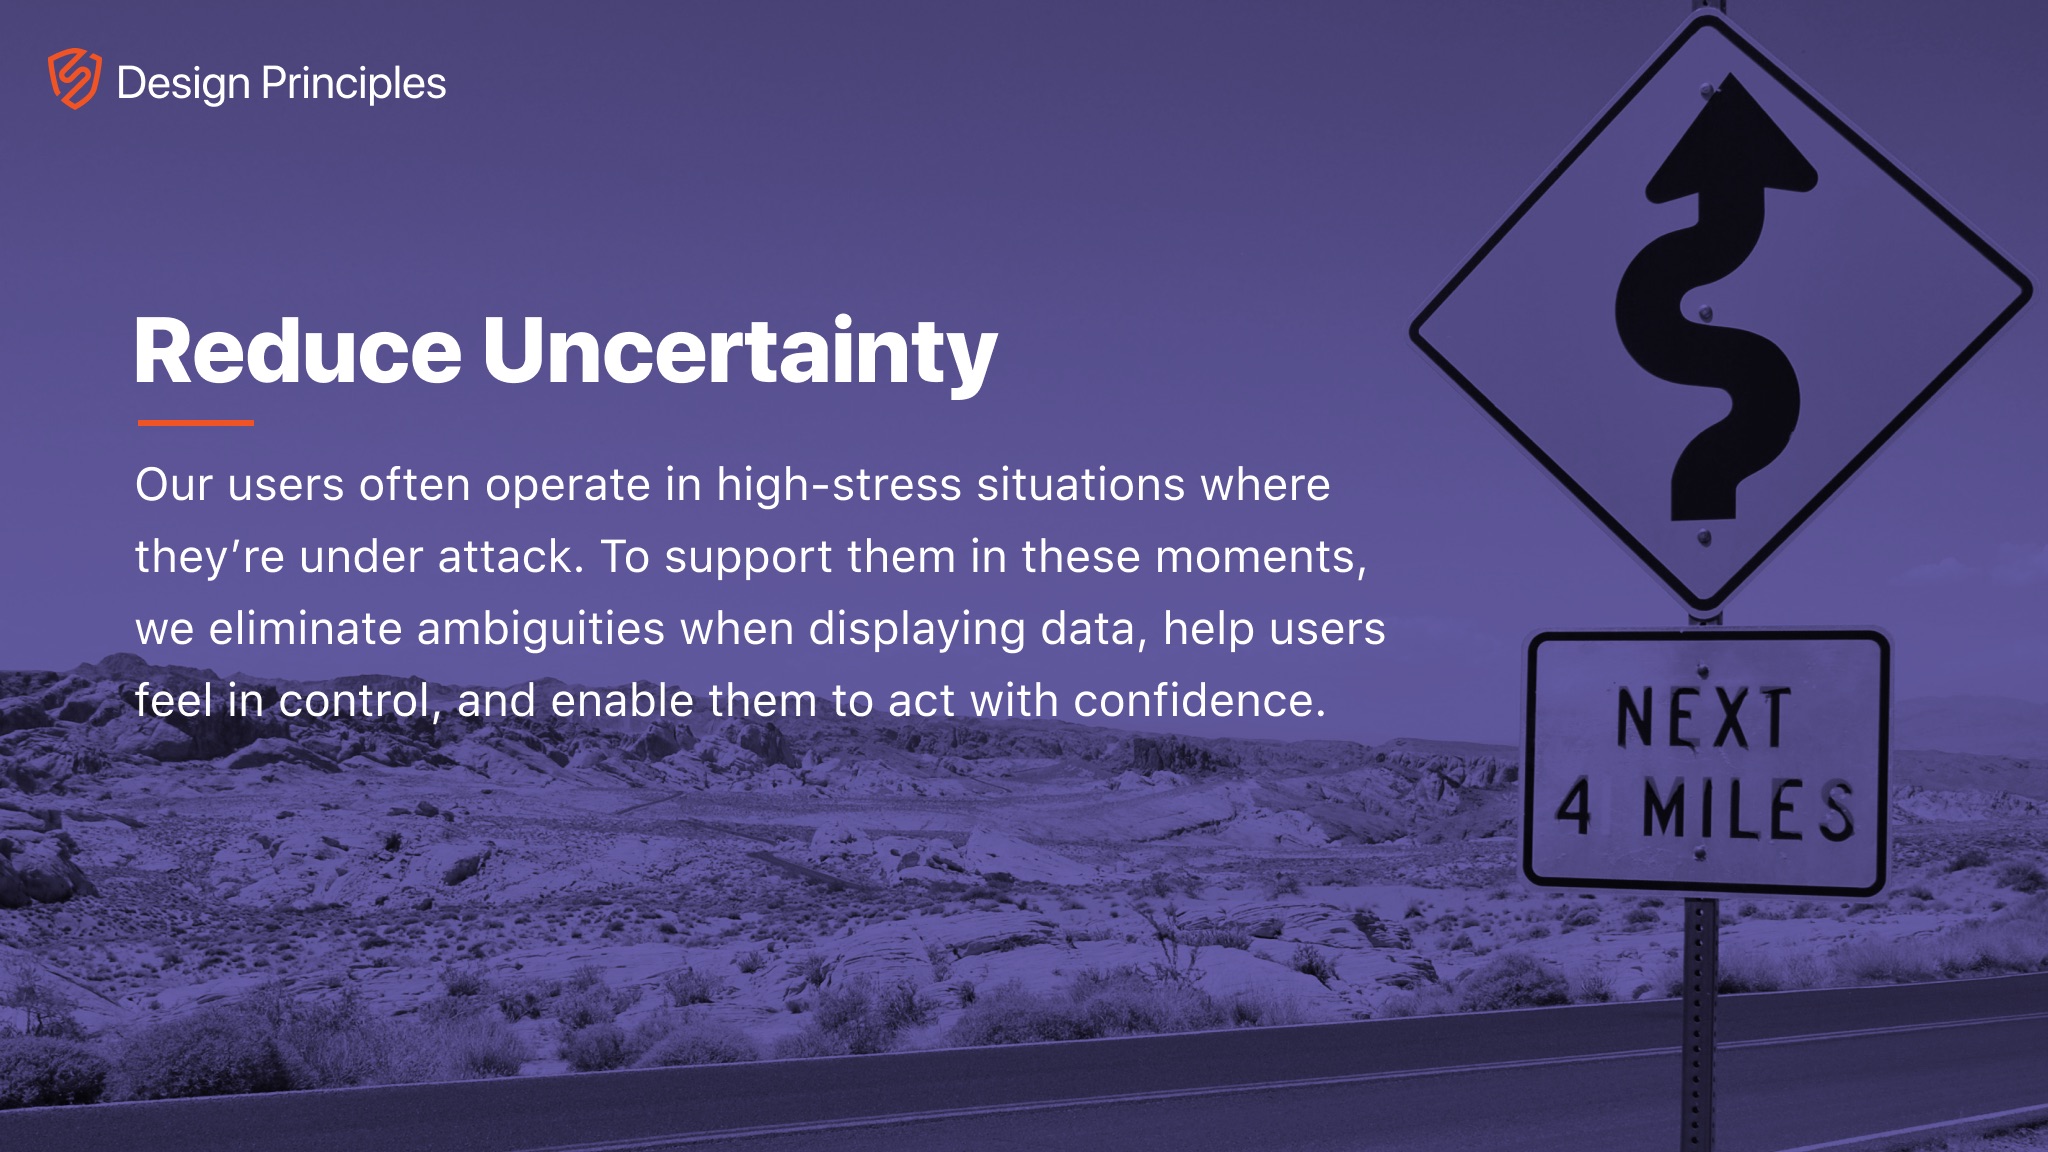 Design Principles
Reduce Uncertainty
Our users often operate in high-stress situations where
they’re under attack. To support them in these moments,
we eliminate ambiguities when displaying data, help users
feel in control, and enable them to act with confidence.
NEXT
4 MILES